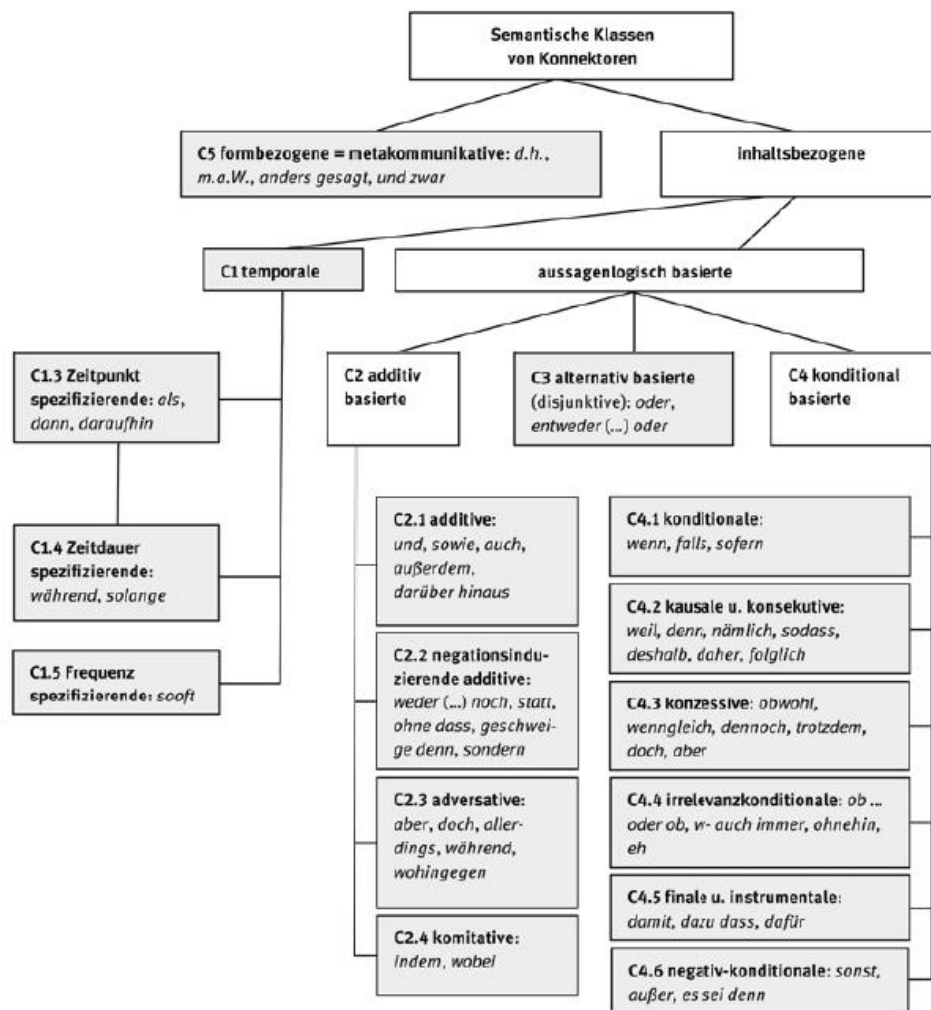 Semantische Klassen
von Konnektoren
C5 formbezogene = metakommunikative: d.h.,
m.a.W., anders gesagt, und zwar
inhaltsbezogene
C1 temporale
aussagenlogisch basierte
C1.3 Zeitpunkt
spezifizierende: als,
dann, daraufhin
C2 additiv
basierte
C3 alternativ basierte
(disjunktive): oder,
entweder (...) oder
C4 konditional
basierte
C1.4 Zeitdauer
spezifizierende:
während, solange
C1.5 Frequenz
spezifizierende: sooft
C2.1 additive:
und, sowie, auch,
außerdem,
darüber hinaus
C2.2 negationsindu-
zierende additive:
weder (...) noch, statt,
ohne dass, geschwei-
ge denn, sondern
C2.3 adversative:
aber, doch, aller-
dings, während,
wohingegen
C2.4 komitative:
indem, wobei
C4.1 konditionale:
wenn, falls, sofern
C4.2 kausale u. konsekutive:
weil, denn, nämlich, sodass,
deshalb, daher, folglich
C4.3 konzessive: obwohl,
wenngleich, dennoch, trotzdem,
doch, aber
C4.4 irrelevanzkonditionale: ob ...
oder ob, w- auch immer, ohnehin,
eh
C4.5 finale u. instrumentale:
damit, dazu dass, dafür
C4.6 negativ-konditionale: sonst,
außer, es sei denn